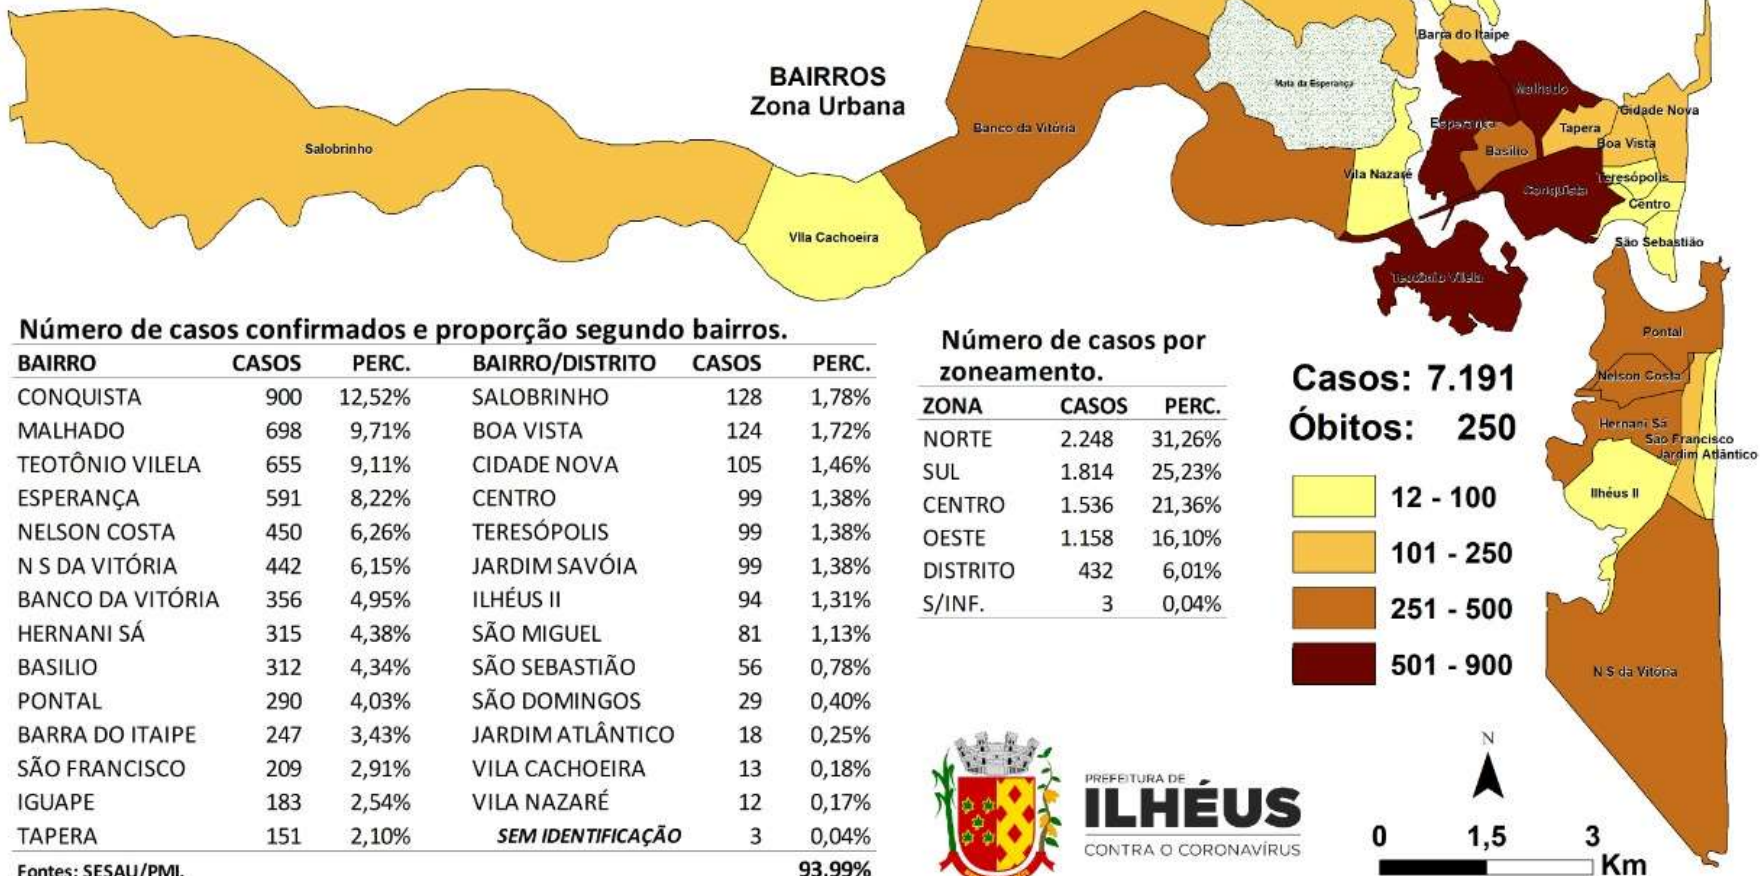 BAIRROS
Zona Urbana
Salobrinho
Vlla Cachoeira
Banco da Vitória
Mata da Esperança
Vila Nazaré
Barra do Itaipe
Malhado
Esperança
Basilio
Tapera
Cidade Nova
Boa Vista
Teresópolis
Conquista
Centro
São Sebastião
Teotônio Vilela
Pontal
Nelson Costa
Hernani Sá
São Francisco
Jardim Atlântico
Ilhéus II
N S da Vitória
Número de casos confirmados e proporção segundo bairros.
BAIRRO CASOS PERC. BAIRRO/DISTRITO CASOS PERC.
CONQUISTA 900 12,52% SALOBRINHO 128 1,78%
MALHADO 698 9,71% BOA VISTA 124 1,72%
TEOTÔNIO VILELA 655 9,11% CIDADE NOVA 105 1,46%
ESPERANÇA 591 8,22% CENTRO 99 1,38%
NELSON COSTA 450 6,26% TERESÓPOLIS 99 1,38%
N S DA VITÓRIA 442 6,15% JARDIM SAVÓIA 99 1,38%
BANCO DA VITÓRIA 356 4,95% ILHÉUS II 94 1,31%
HERNANI SÁ 315 4,38% SÃO MIGUEL 81 1,13%
BASILIO 312 4,34% SÃO SEBASTIÃO 56 0,78%
PONTAL 290 4,03% SÃO DOMINGOS 29 0,40%
BARRA DO ITAIPE 247 3,43% JARDIM ATLÂNTICO 18 0,25%
SÃO FRANCISCO 209 2,91% VILA CACHOEIRA 13 0,18%
IGUAPE 183 2,54% VILA NAZARÉ 12 0,17%
TAPERA 151 2,10% SEM IDENTIFICAÇÃO 3 0,04%
Fontes: SESAU/PMI. 93,99%
Número de casos por
zoneamento.
ZONA CASOS PERC.
NORTE 2.248 31,26%
SUL 1.814 25,23%
CENTRO 1.536 21,36%
OESTE 1.158 16,10%
DISTRITO 432 6,01%
S/INF. 3 0,04%
Casos: 7.191
Óbitos: 250
12 - 100
101 - 250
251 - 500
501 - 900
PREFEITURA DE
ILHÉUS
CONTRA O CORONAVÍRUS
N
0 1,5 3
Km